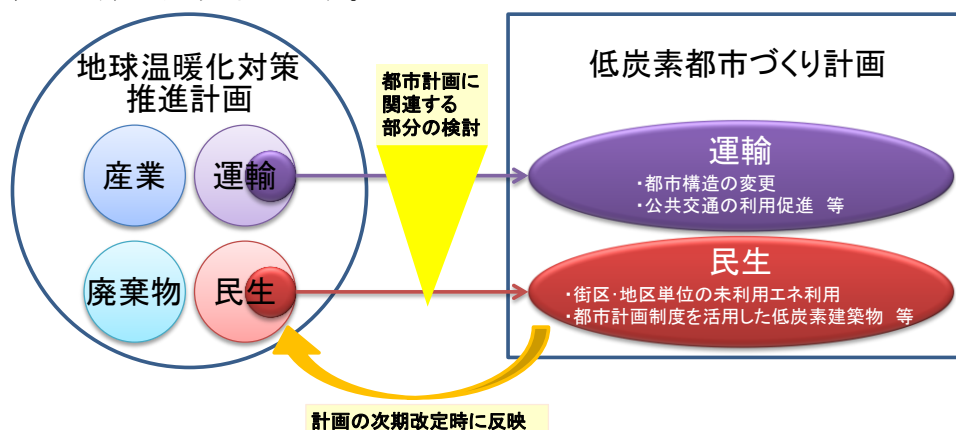 地球温暖化対策
推進計画
産業
運輸
廃棄物
民生
都市計画に
関連する
部分の検討
低炭素都市づくり計画
運輸
・都市構造の変更
・公共交通の利用促進　等
民生
・街区・地区単位の未利用エネ利用
・都市計画制度を活用した低炭素建築物　等
計画の次期改定時に反映